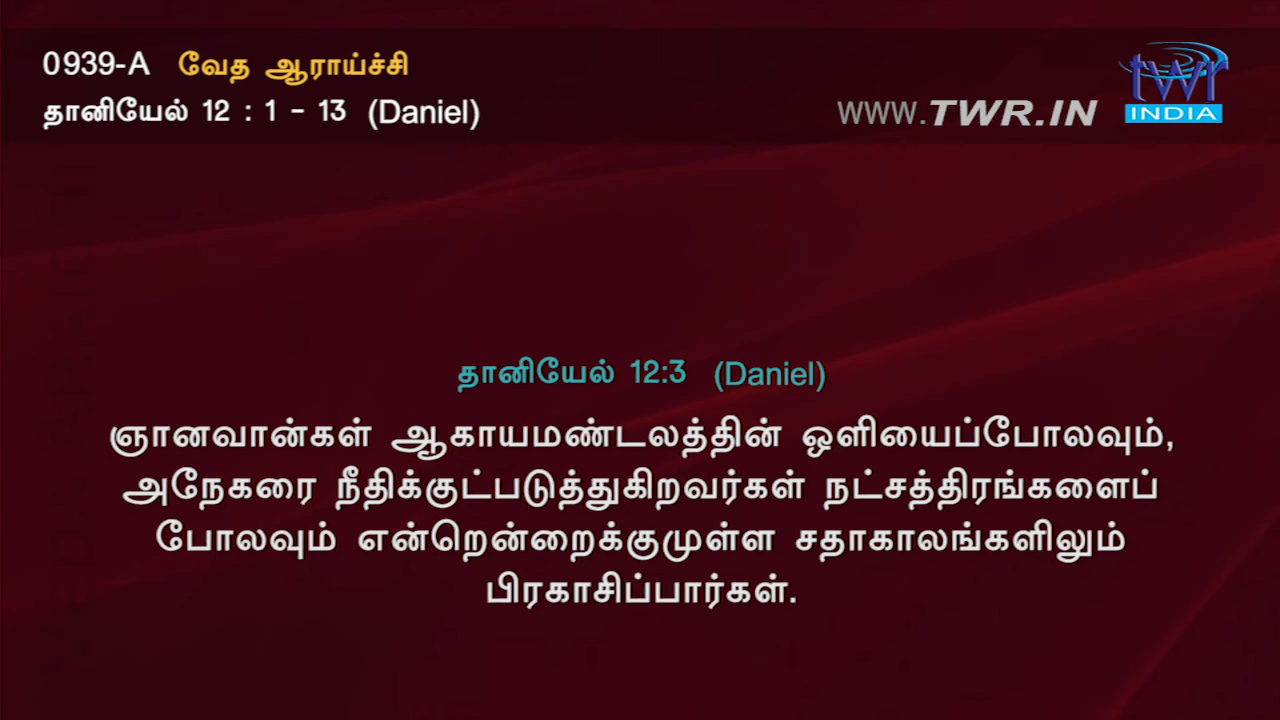 0939-A வேத ஆராய்ச்சி
தானியேல் 12 : 1 - 13 (Daniel)
WWW.TWR.IN
twr
INDIA
தானியேல் 12:3 (Daniel)
ஞானவான்கள் ஆகாயமண்டலத்தின் ஒளியைப்போலவும்,
அநேகரை நீதிக்குட்படுத்துகிறவர்கள் நட்சத்திரங்களைப்
போலவும் என்றென்றைக்குமுள்ள சதாகாலங்களிலும்
பிரகாசிப்பார்கள்.